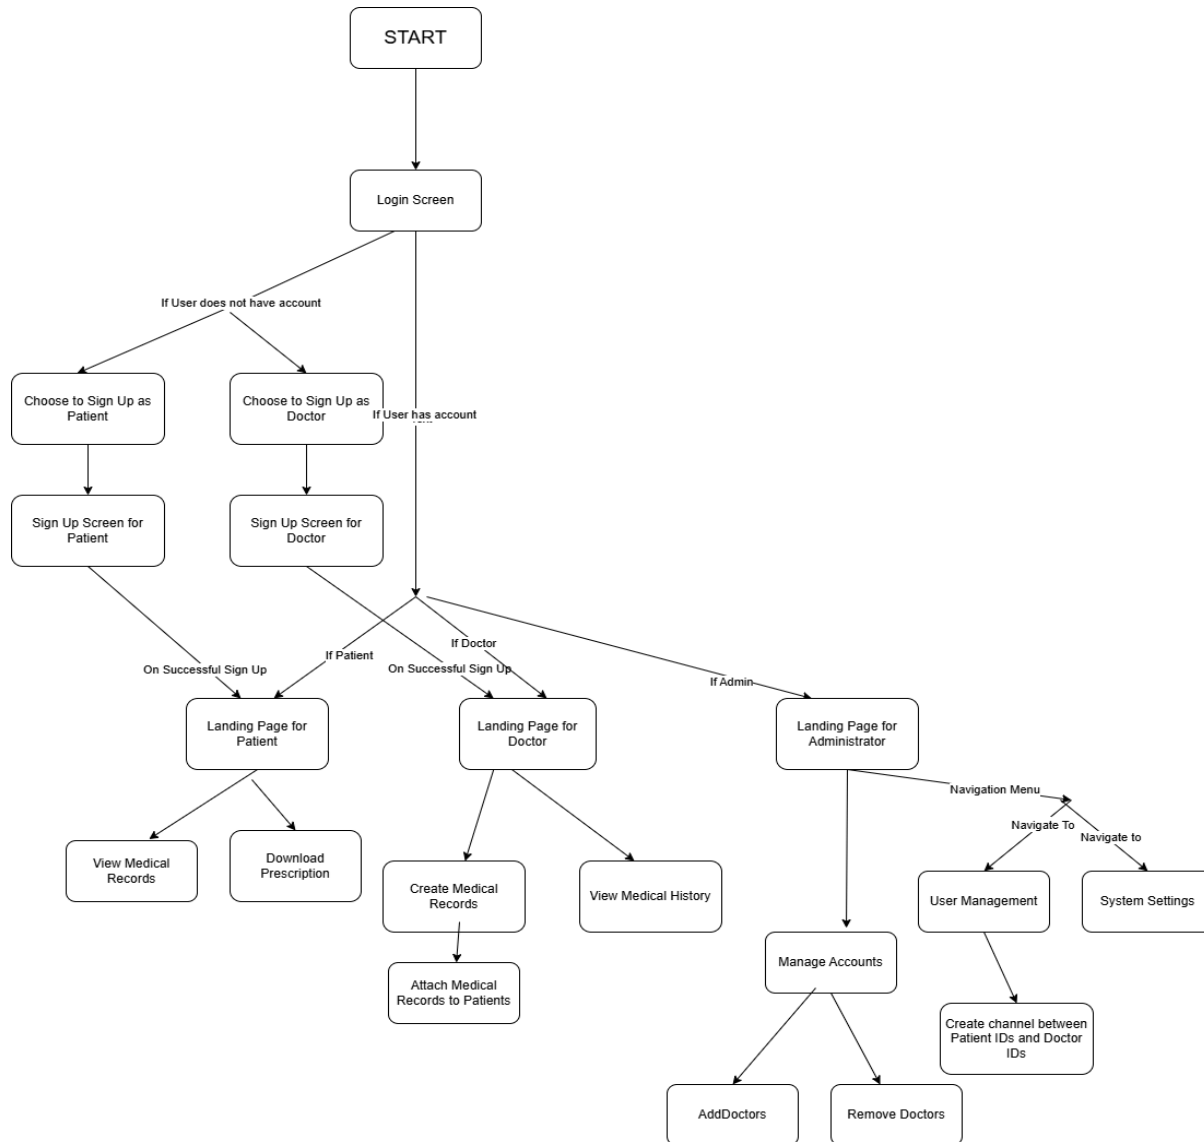 START
Login Screen
If User does not have account
Choose to Sign Up as
Patient
Choose to Sign Up as
Doctor
If User has account
Sign Up Screen for
Patient
Sign Up Screen for
Doctor
If Doctor
If Patient
On Successful Sign Up
On Successful Sign Up
If Admin
Landing Page for
Patient
Landing Page for
Doctor
Landing Page for
Administrator
Navigation Menu
Navigate To
Navigate to
View Medical
Records
Download
Prescription
Create Medical
Records
View Medical History
User Management
System Settings
Manage Accounts
Attach Medical
Records to Patients
Create channel between
Patient IDs and Doctor
IDs
AddDoctors
Remove Doctors